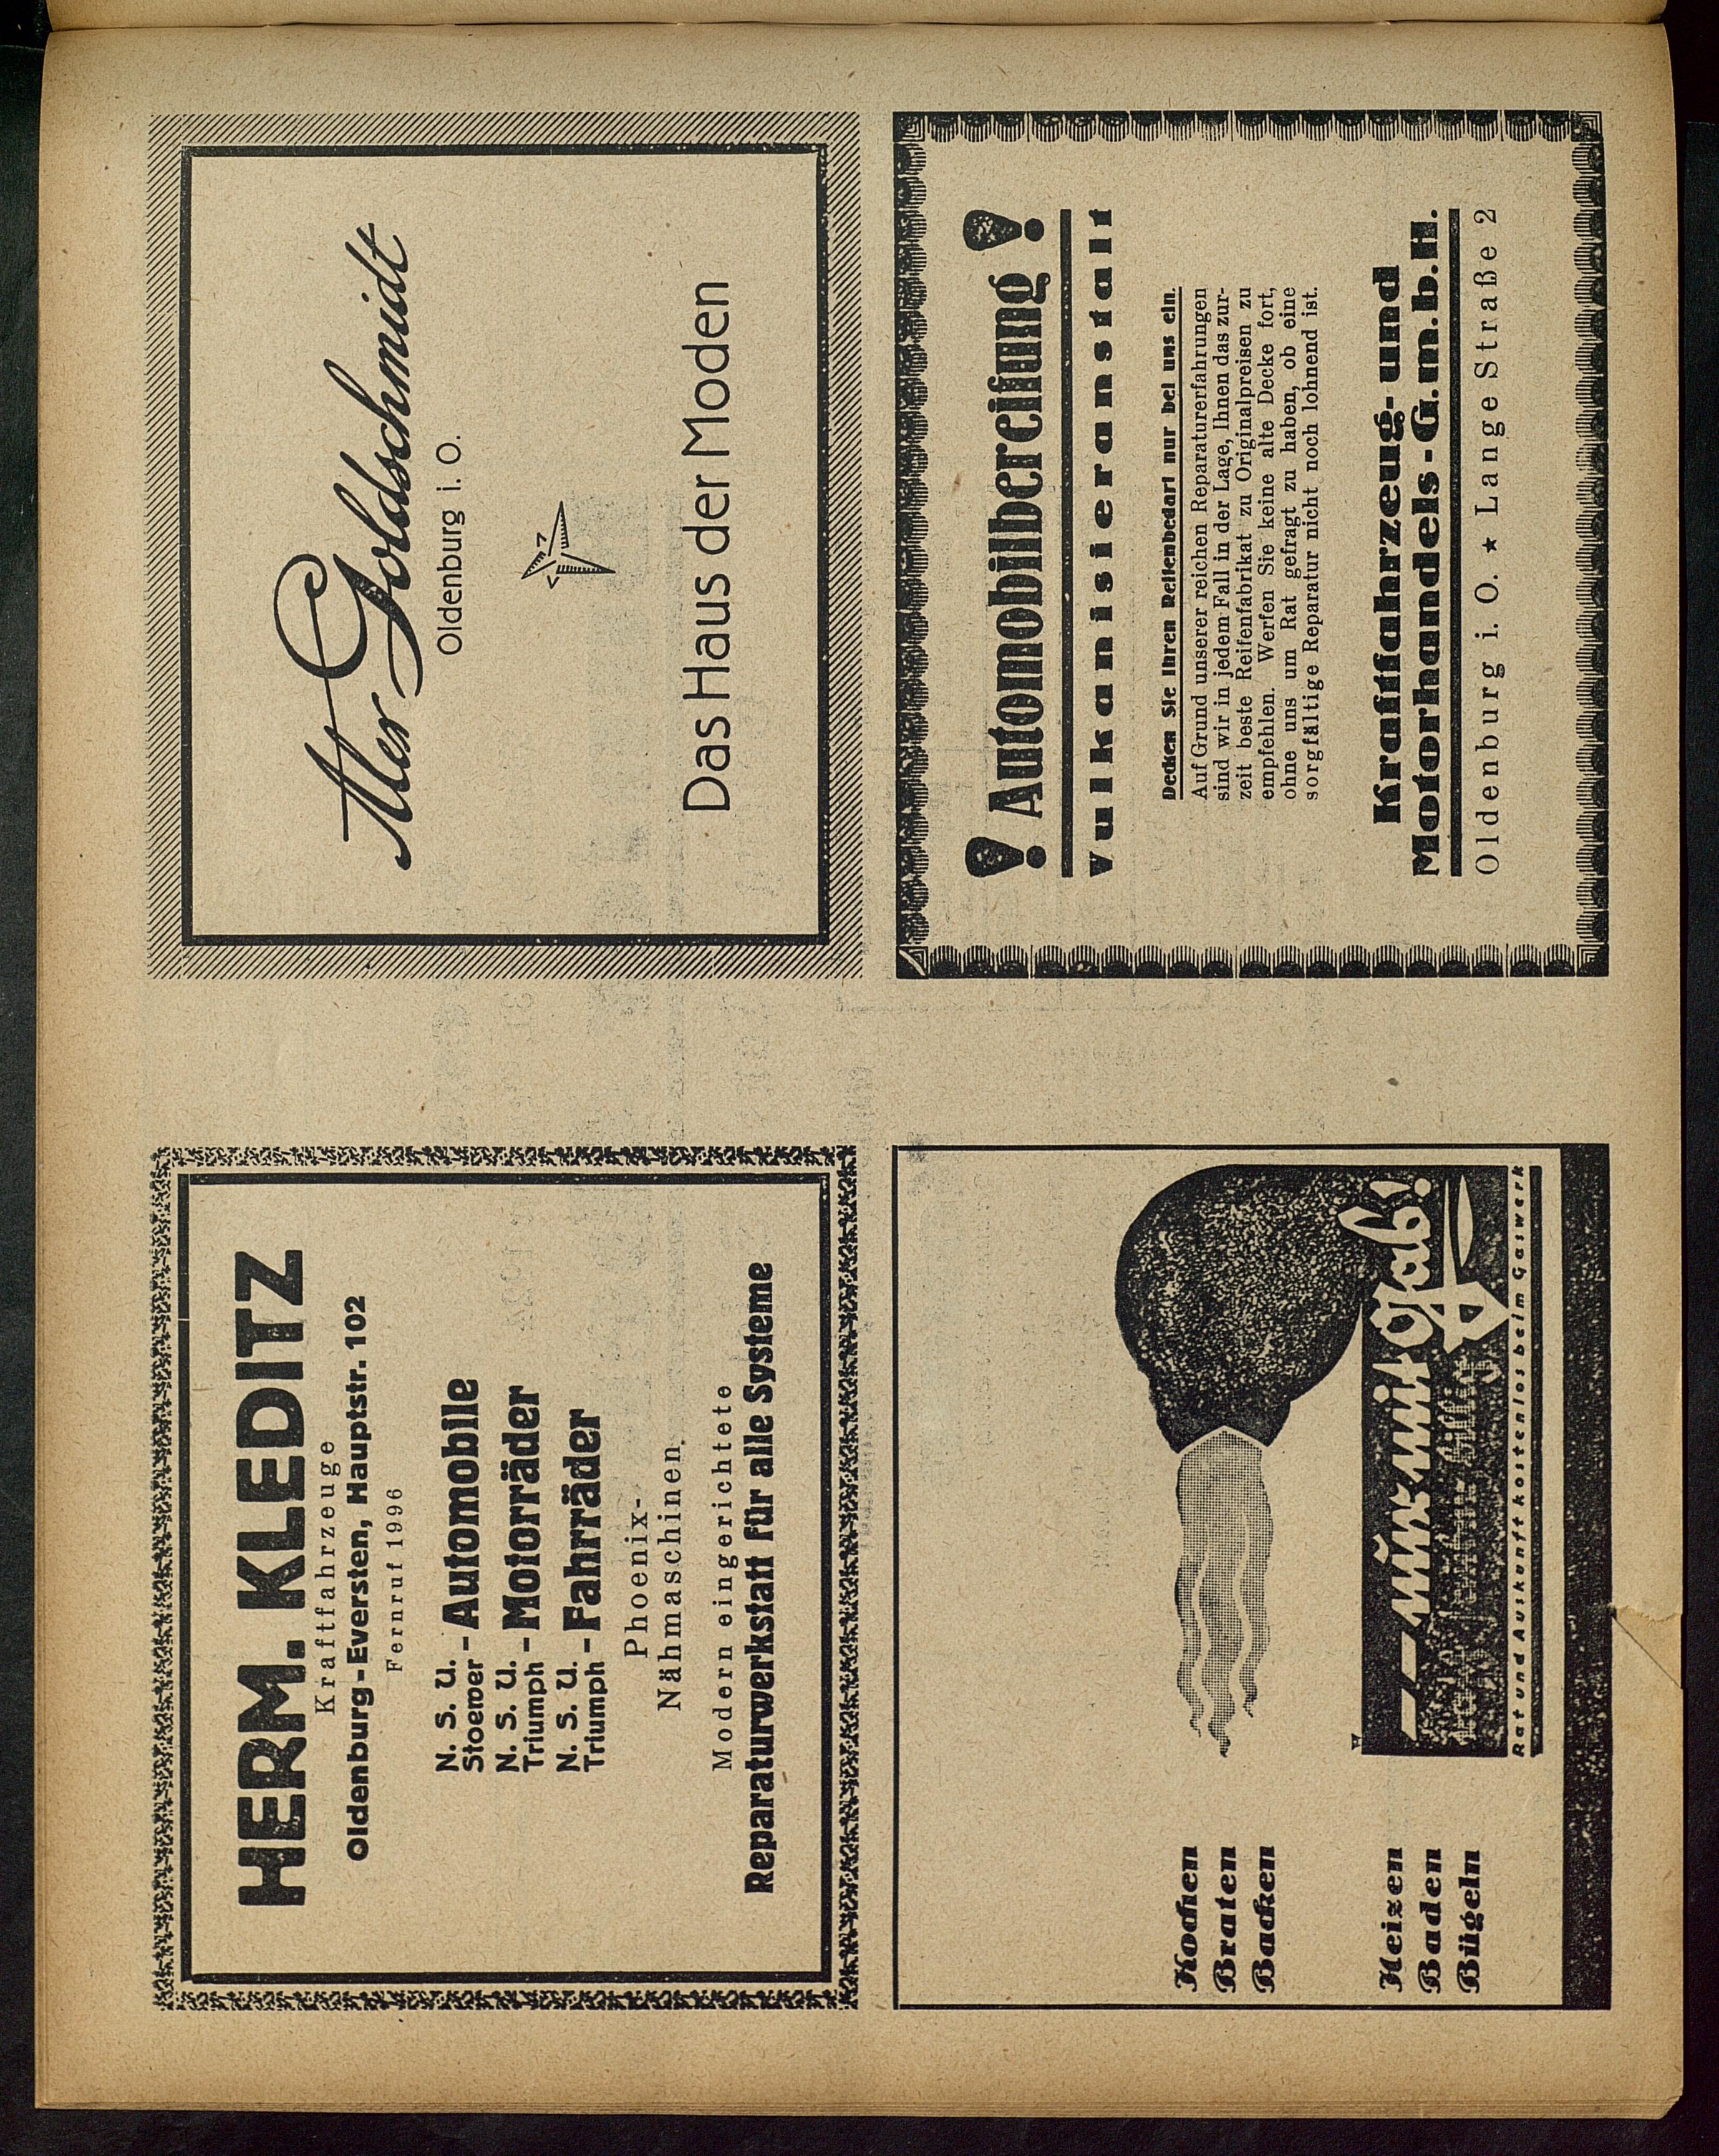 HERM. KLEDITZ
Kraftfahrzeuge
Oldenburg-Eversten, Hauptstr. 102
Fernruf 1996
N. S. U.
Stoewer - Automobile
N. S. U.
Triumph - Motorräder
N. S. U.
Triumph - Fahrräder
Phoenix-
Nähmaschinen
Modern eingerichtete
Reparaturwerkstatt für alle Systeme
Alex Goldschmidt
Oldenburg i. O.
Das Haus der Moden
Kochen
Braten
Backen
Heizen
Baden
Bügeln
— — nur mit Gas!
Rat und Auskunft kostenlos beim Gaswerk
! Automobilbereifung !
Vulkanisieranstalt
Decken Sie Ihren Reifenbedarf nur bei uns ein.
Auf Grund unserer reichen Reparaturerfahrungen
sind wir in jedem Fall in der Lage, Ihnen das zur-
zeit beste Reifenfabrikat zu Originalpreisen zu
empfehlen. Werfen Sie keine alte Decke fort,
ohne uns um Rat gefragt zu haben, ob eine
sorgfältige Reparatur nicht noch lohnend ist.
Kraftfahrzeug- und
Motorhandels-G.m.b.H.
Oldenburg i. O. ★ Lange Straße 2